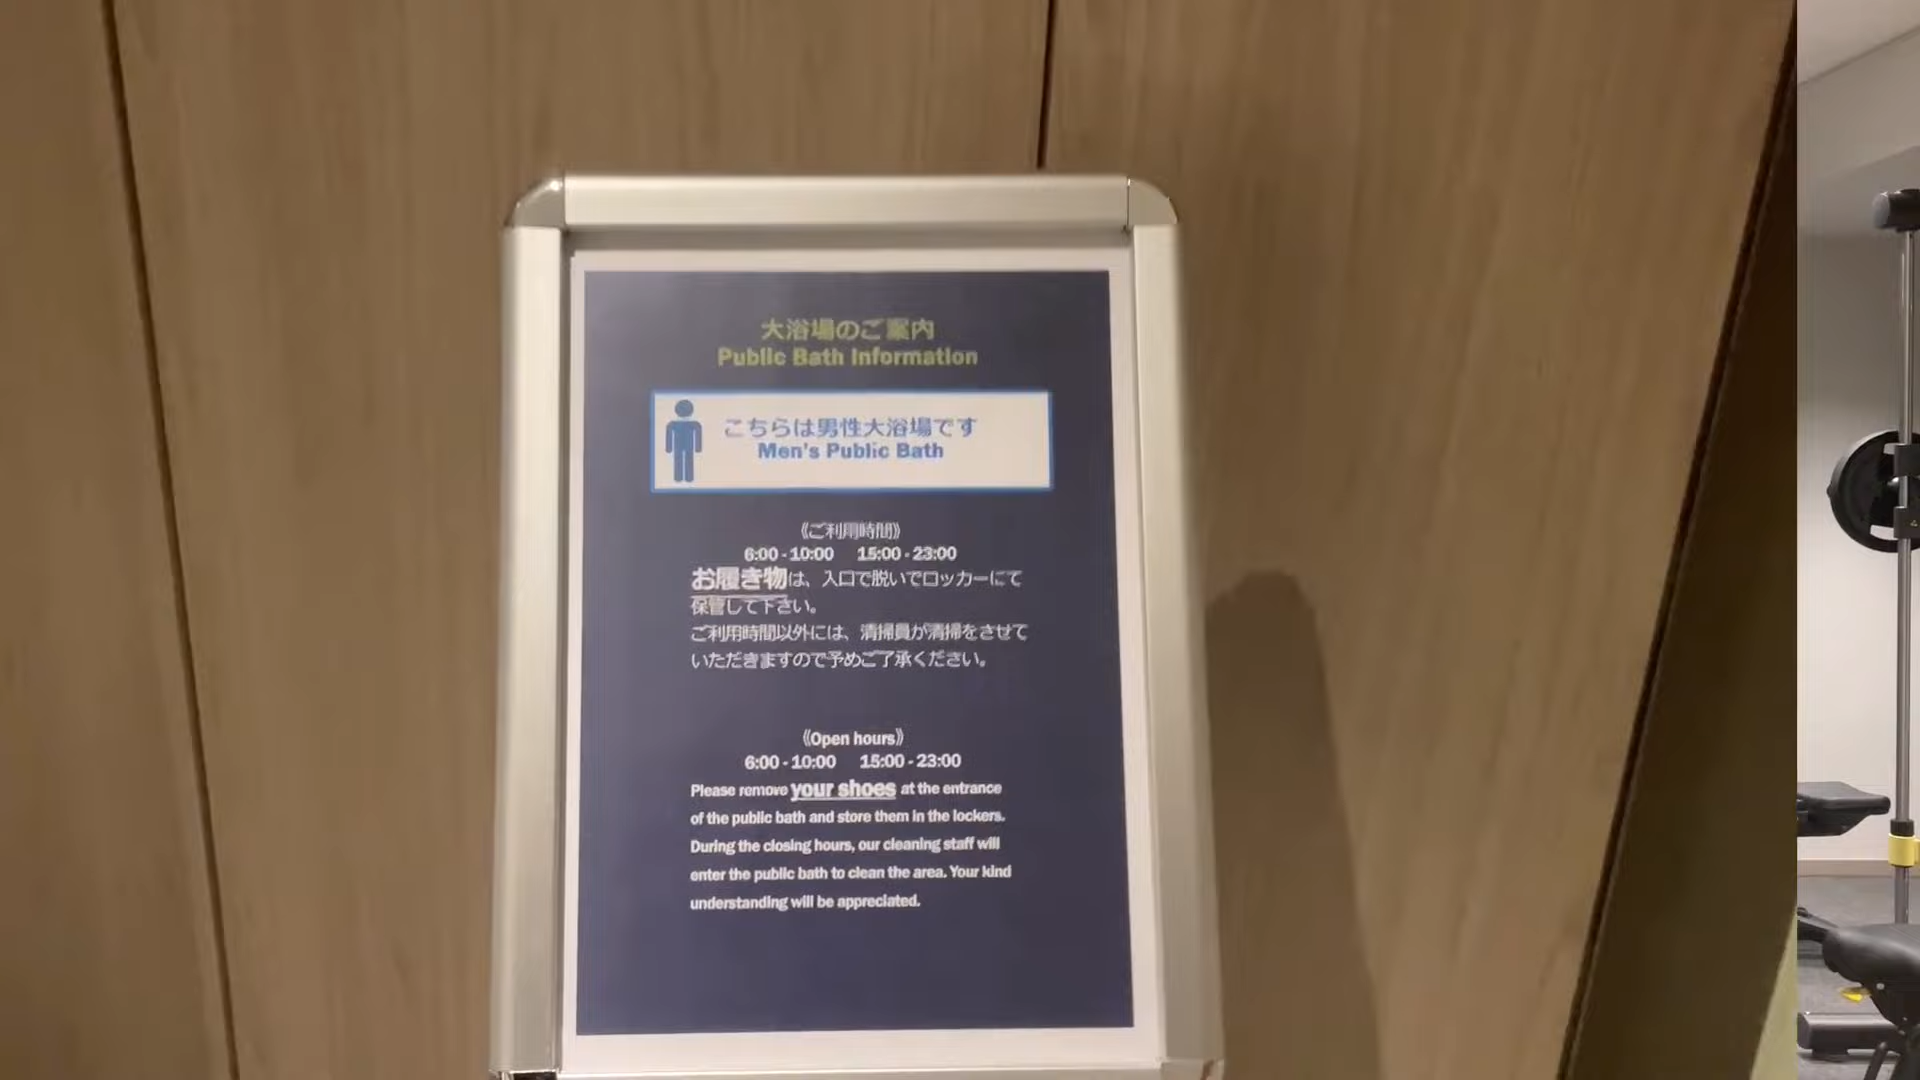 大浴場のご案内
Public Bath Information
こちらは男性大浴場です
Men's Public Bath
《ご利用時間》
6:00 - 10:00 15:00 - 23:00
お履き物は、入口で脱いでロッカーにて
保管して下さい。
ご利用時間以外には、清掃員が清掃をさせて
いただきますので予めご了承ください。
《Open hours》
6:00 - 10:00 15:00 - 23:00
Please remove your shoes at the entrance
of the public bath and store them in the lockers.
During the closing hours, our cleaning staff will
enter the public bath to clean the area. Your kind
understanding will be appreciated.